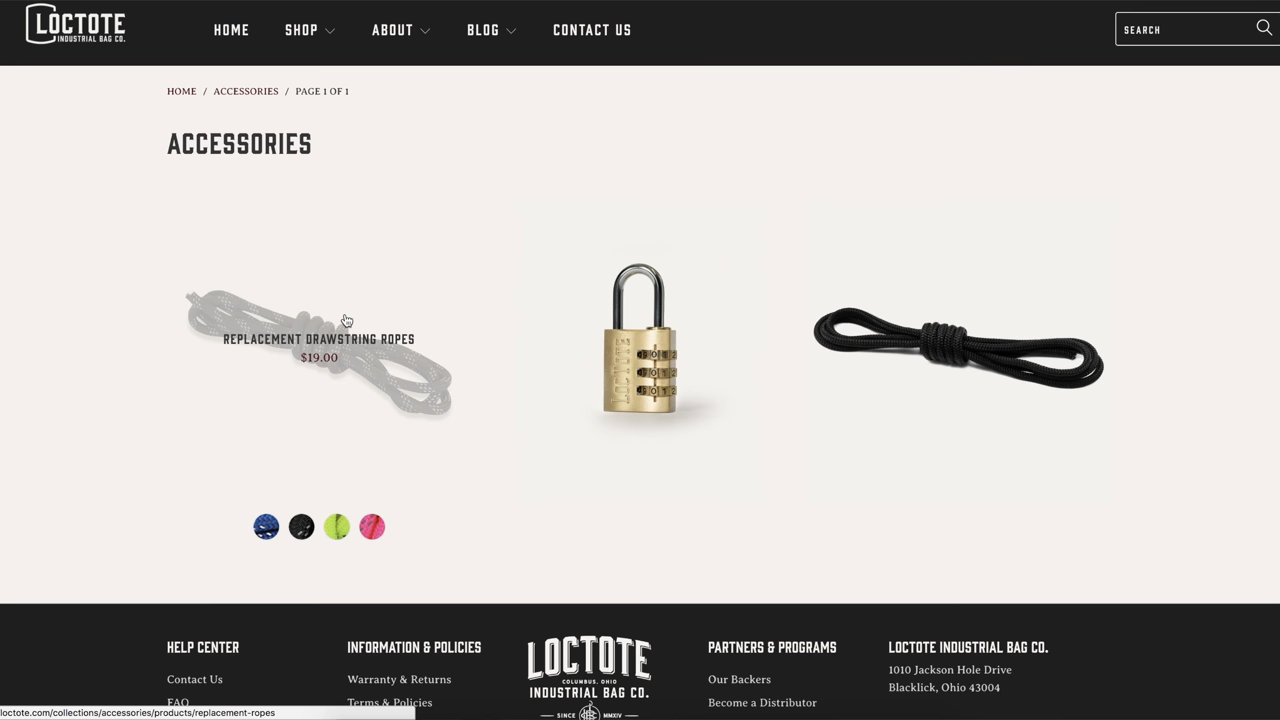 LOCTOTE
INDUSTRIAL BAG CO.
HOME
SHOP
ABOUT
BLOG
CONTACT US
SEARCH
HOME / ACCESSORIES / PAGE 1 OF 1
ACCESSORIES
REPLACEMENT DRAWSTRING ROPES
$19.00
LOCTOTE
HELP CENTER
Contact Us
FAQ
INFORMATION & POLICIES
Warranty & Returns
Terms & Policies
LOCTOTE
COLUMBUS, OHIO
INDUSTRIAL BAG CO.
SINCE MMXIV
PARTNERS & PROGRAMS
Our Backers
Become a Distributor
LOCTOTE INDUSTRIAL BAG CO.
1010 Jackson Hole Drive
Blacklick, Ohio 43004
loctote.com/collections/accessories/products/replacement-ropes